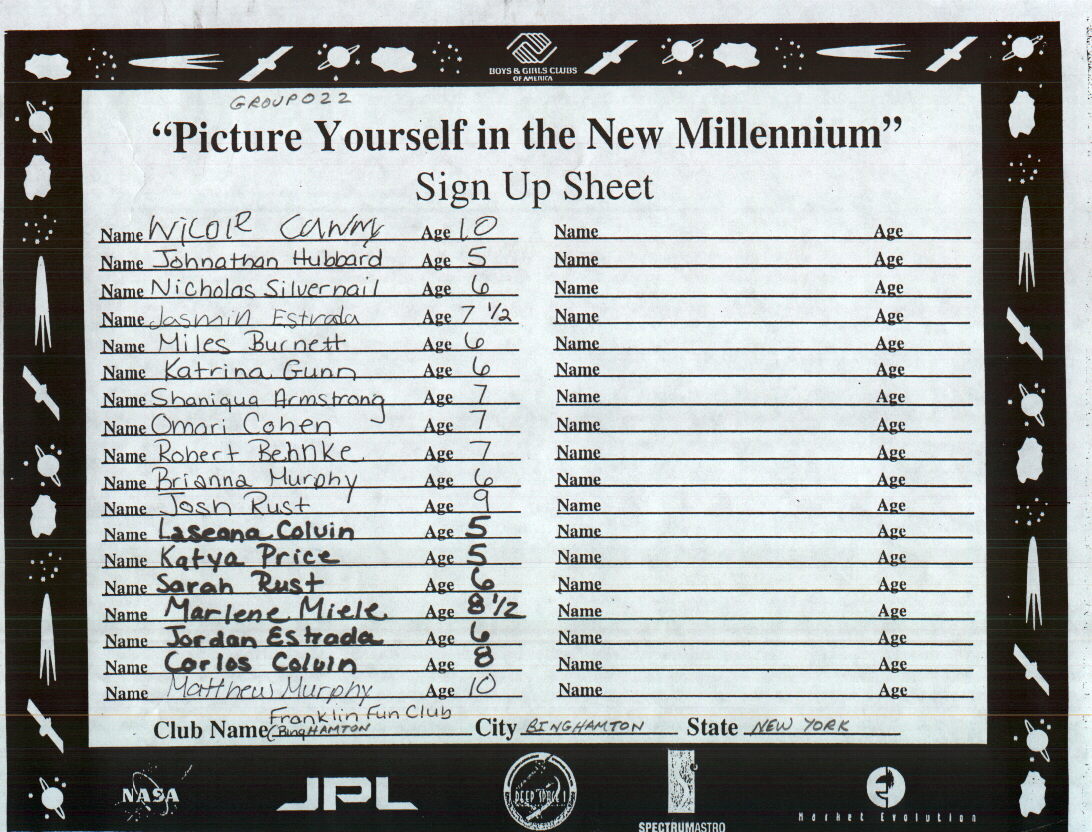 BOYS & GIRLS CLUBS
OF AMERICA
GROUP 022
"Picture Yourself in the New Millennium"
Sign Up Sheet
Name Nicole Age 10 Name Age
Name Johnathan Hubbard Age 5 Name Age
Name Nicholas Silvernail Age 6 Name Age
Name Jasmin Estrada Age 7 1/2 Name Age
Name Miles Burnett Age 6 Name Age
Name Katrina Gunn Age 6 Name Age
Name Shaniqua Armstrong Age 7 Name Age
Name Omari Cohen Age 7 Name Age
Name Robert Behnke Age 7 Name Age
Name Brianna Murphy Age 6 Name Age
Name Josh Rust Age 9 Name Age
Name Laseana Colvin Age 5 Name Age
Name Katya Price Age 5 Name Age
Name Sarah Rust Age 6 Name Age
Name Marlene Miele Age 8 1/2 Name Age
Name Jordan Estrada Age 6 Name Age
Name Carlos Colvin Age 8 Name Age
Name Matthew Murphy Age 10 Name Age
Franklin Fun Club
Club Name (BingHAMTON City BINGHAMTON State NEW YORK
NASA JPL DEEP SPACE 1 SPECTRUMASTRO Market Evolution